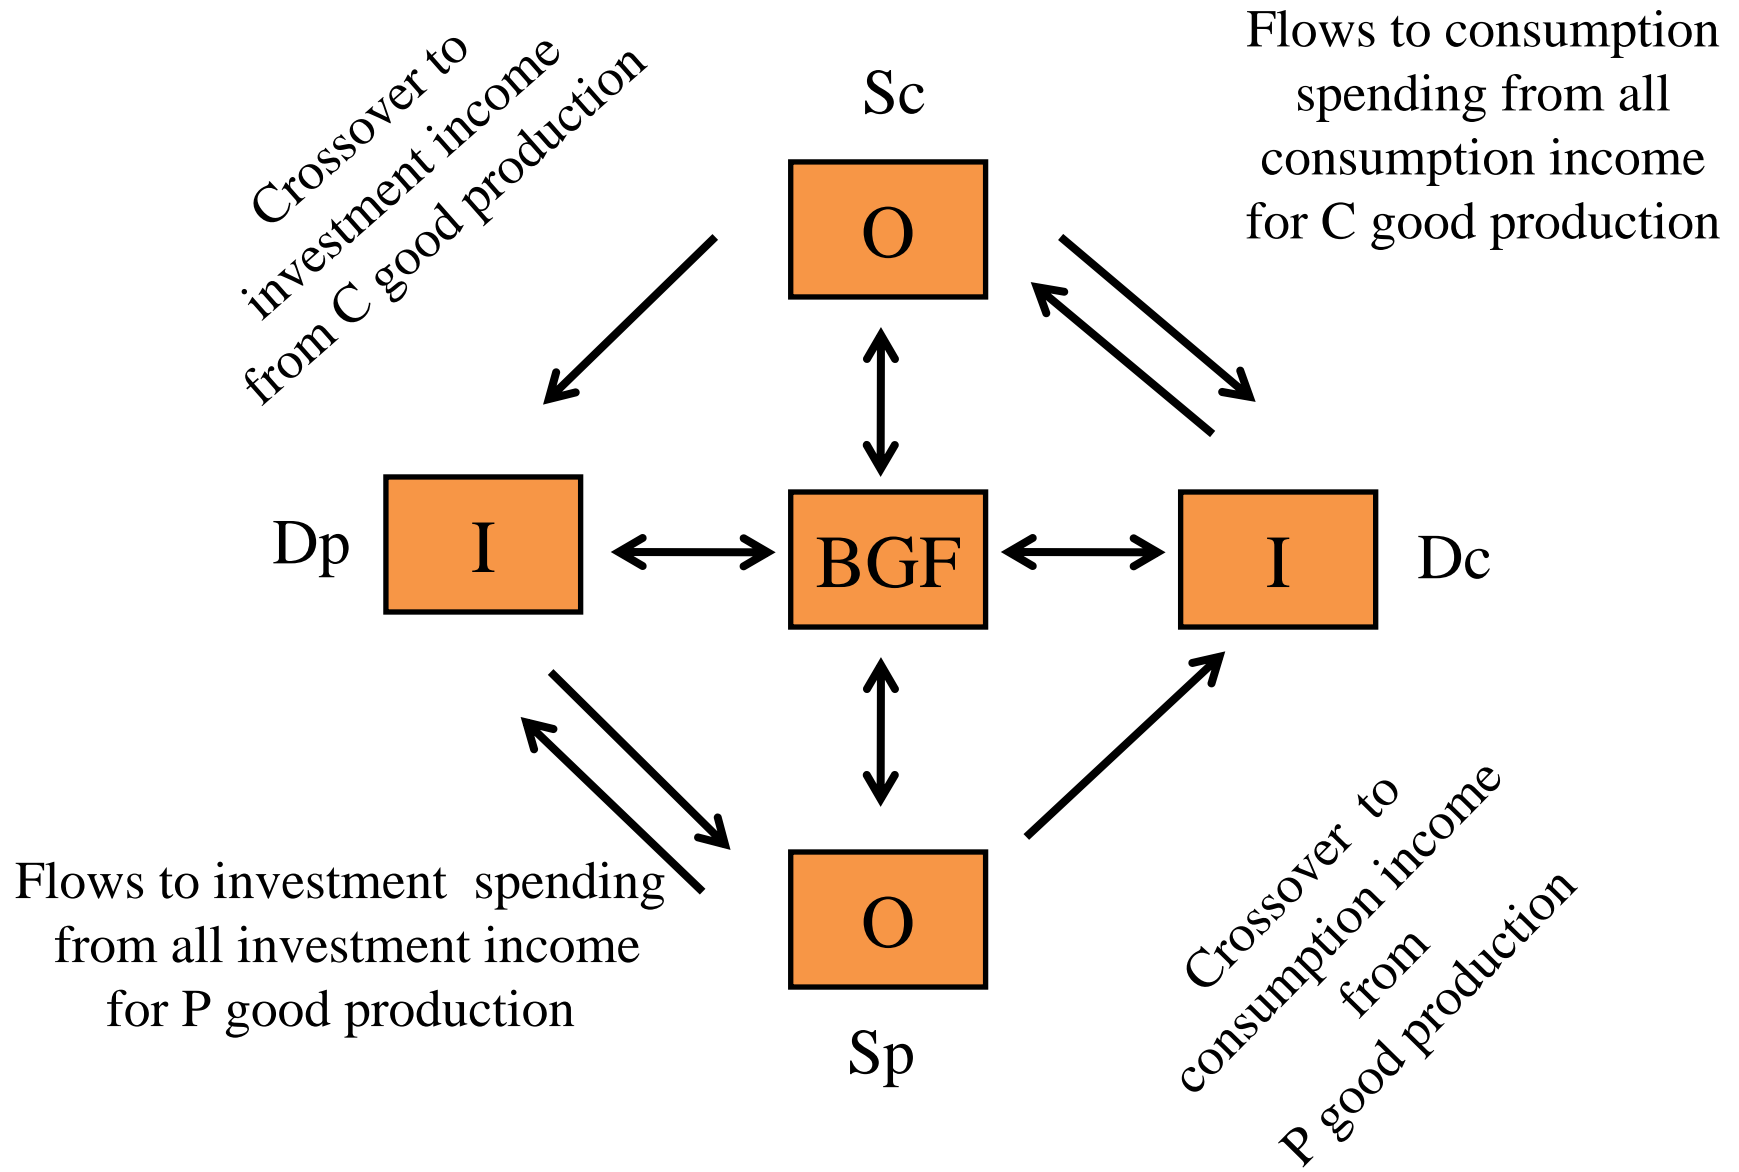 Crossover to
investment income
from C good production
Sc
Flows to consumption
spending from all
consumption income
for C good production
O
Dp
I
BGF
I
Dc
Flows to investment spending
from all investment income
for P good production
O
Sp
Crossover to
consumption income
from
P good production